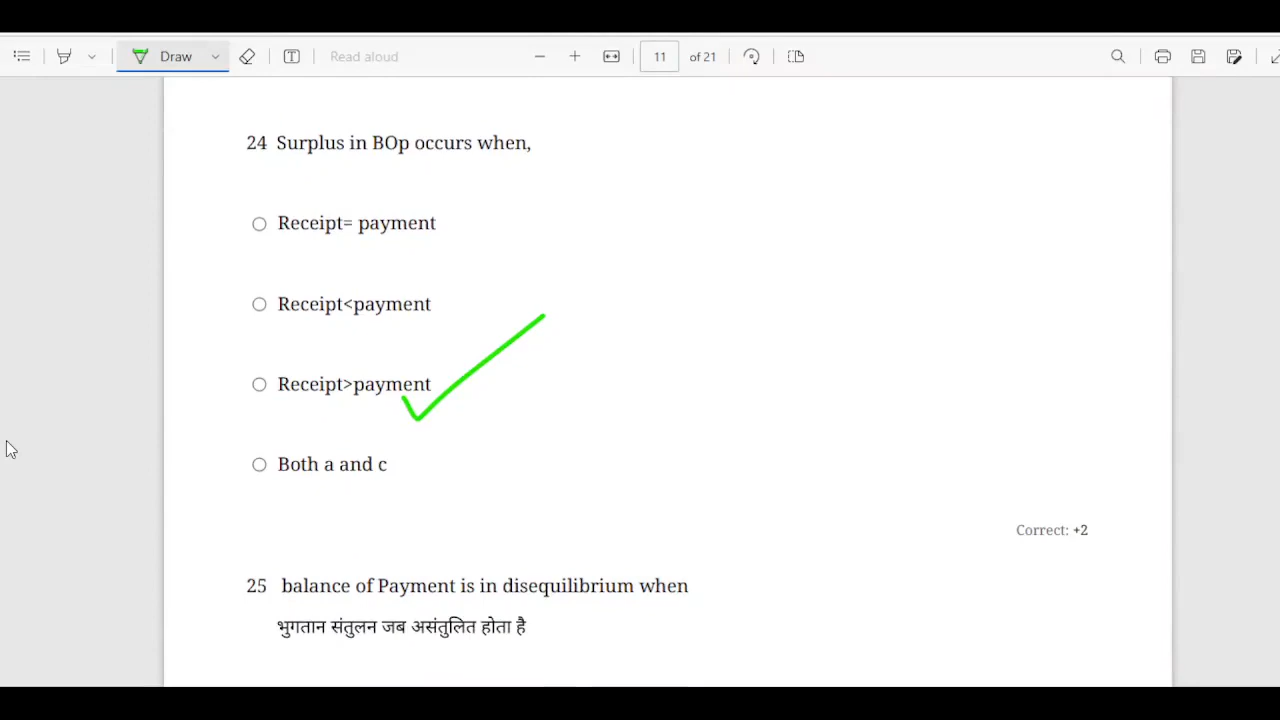 Draw
Read aloud
11
of 21
24 Surplus in BOp occurs when,
Receipt= payment
Receipt<payment
Receipt>payment
Both a and c
Correct: +2
25 balance of Payment is in disequilibrium when
भुगतान संतुलन जब असंतुलित होता है